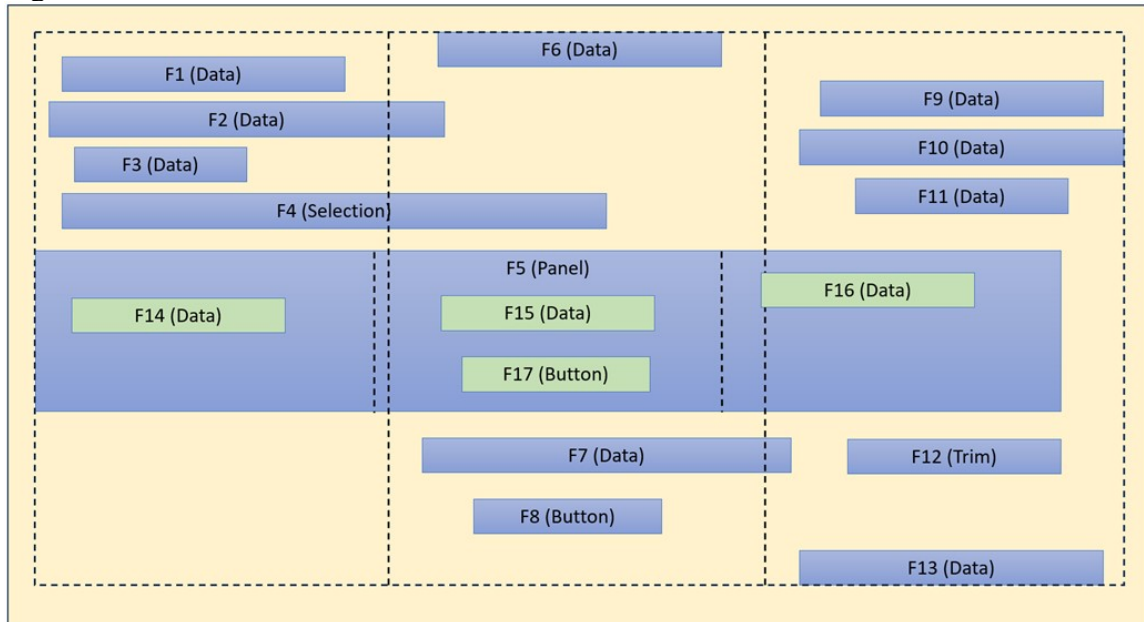 F6 (Data)
F1 (Data)
F9 (Data)
F2 (Data)
F10 (Data)
F3 (Data)
F11 (Data)
F4 (Selection)
F5 (Panel)
F16 (Data)
F14 (Data)
F15 (Data)
F17 (Button)
F7 (Data)
F12 (Trim)
F8 (Button)
F13 (Data)